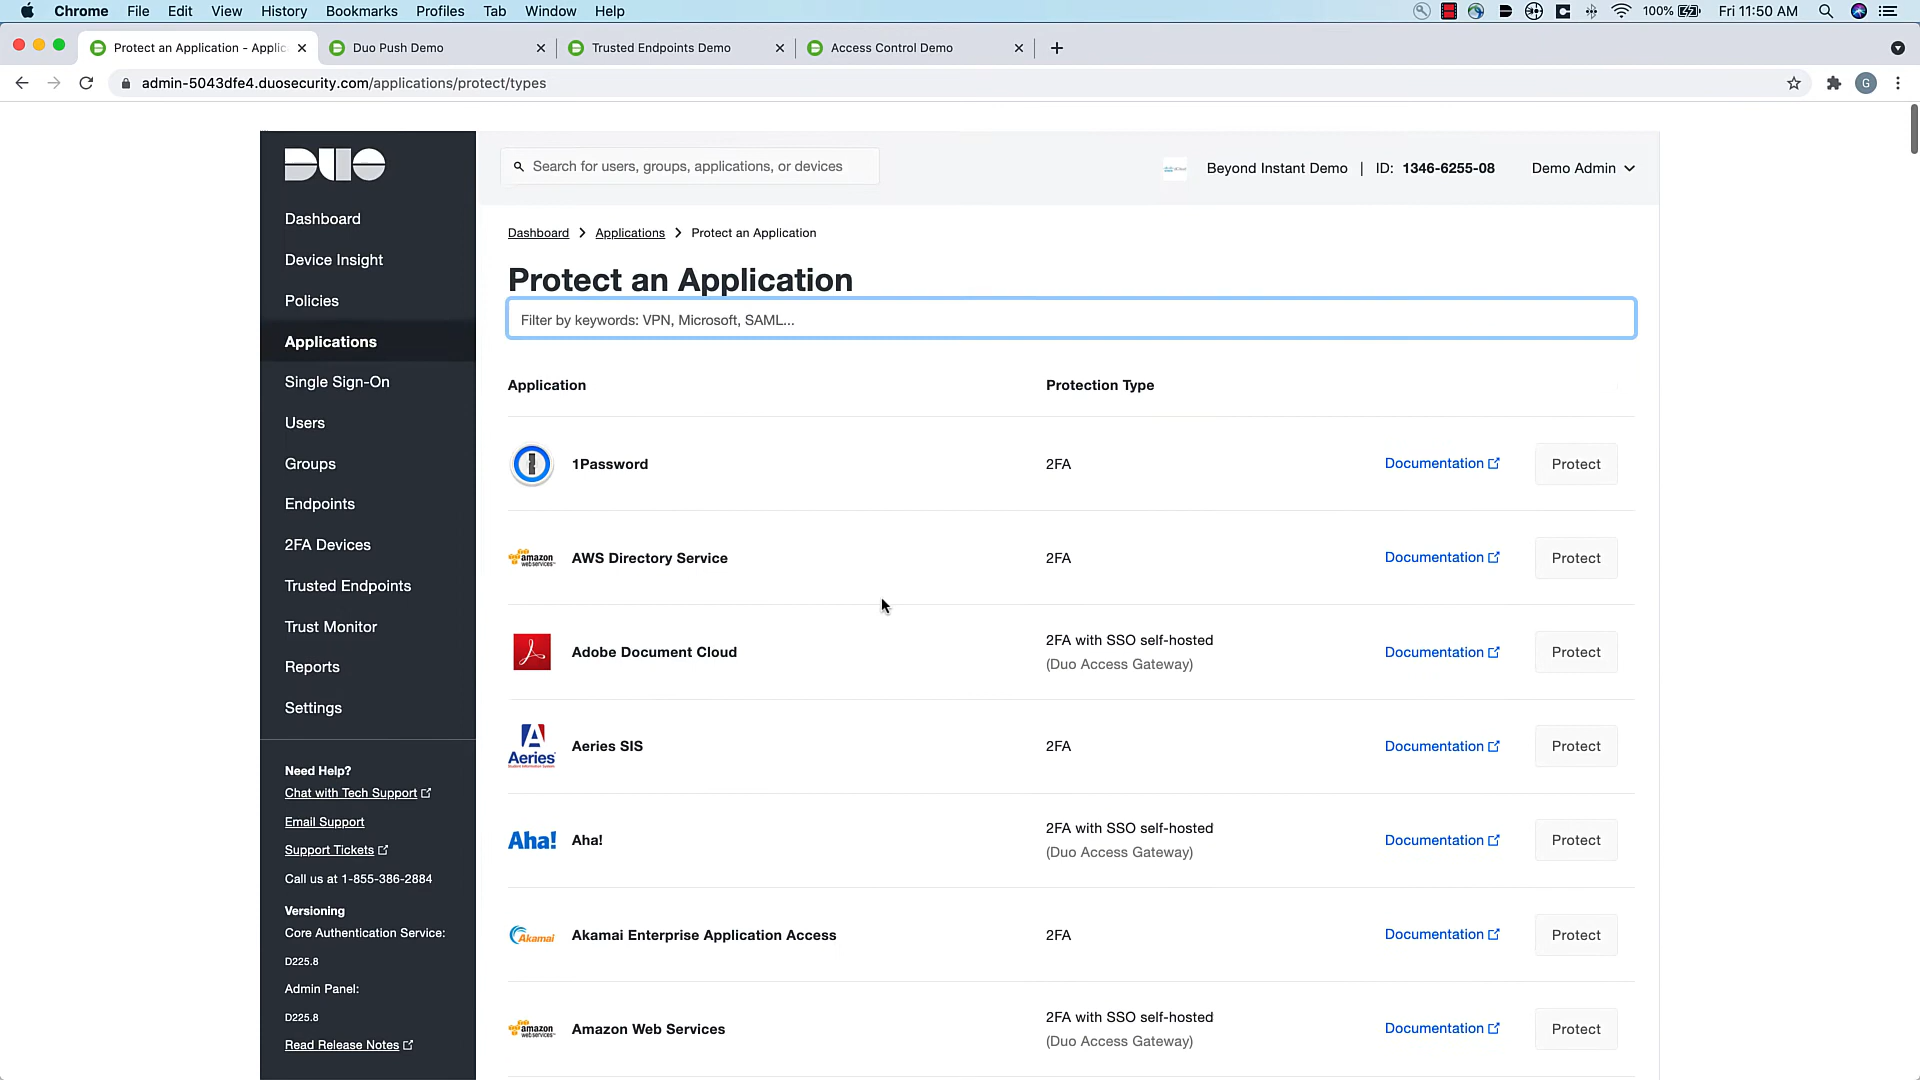 Chrome File Edit View History Bookmarks Profiles Tab Window Help 100% Fri 11:50 AM
Protect an Application - Applic Duo Push Demo Trusted Endpoints Demo Access Control Demo
admin-5043dfe4.duosecurity.com/applications/protect/types G
DUO
Search for users, groups, applications, or devices
Beyond Instant Demo | ID: 1346-6255-08 Demo Admin
Dashboard
Device Insight
Policies
Applications
Single Sign-On
Users
Groups
Endpoints
2FA Devices
Trusted Endpoints
Trust Monitor
Reports
Settings
Need Help?
Chat with Tech Support
Email Support
Support Tickets
Call us at 1-855-386-2884
Versioning
Core Authentication Service:
D225.8
Admin Panel:
D225.8
Read Release Notes
Dashboard > Applications > Protect an Application
Protect an Application
Filter by keywords: VPN, Microsoft, SAML...
Application Protection Type
1Password 2FA Documentation Protect
amazon web services AWS Directory Service 2FA Documentation Protect
Adobe Document Cloud 2FA with SSO self-hosted Documentation Protect
(Duo Access Gateway)
Aeries Aeries SIS 2FA Documentation Protect
Aha! Aha! 2FA with SSO self-hosted Documentation Protect
(Duo Access Gateway)
Akamai Akamai Enterprise Application Access 2FA Documentation Protect
amazon web services Amazon Web Services 2FA with SSO self-hosted Documentation Protect
(Duo Access Gateway)